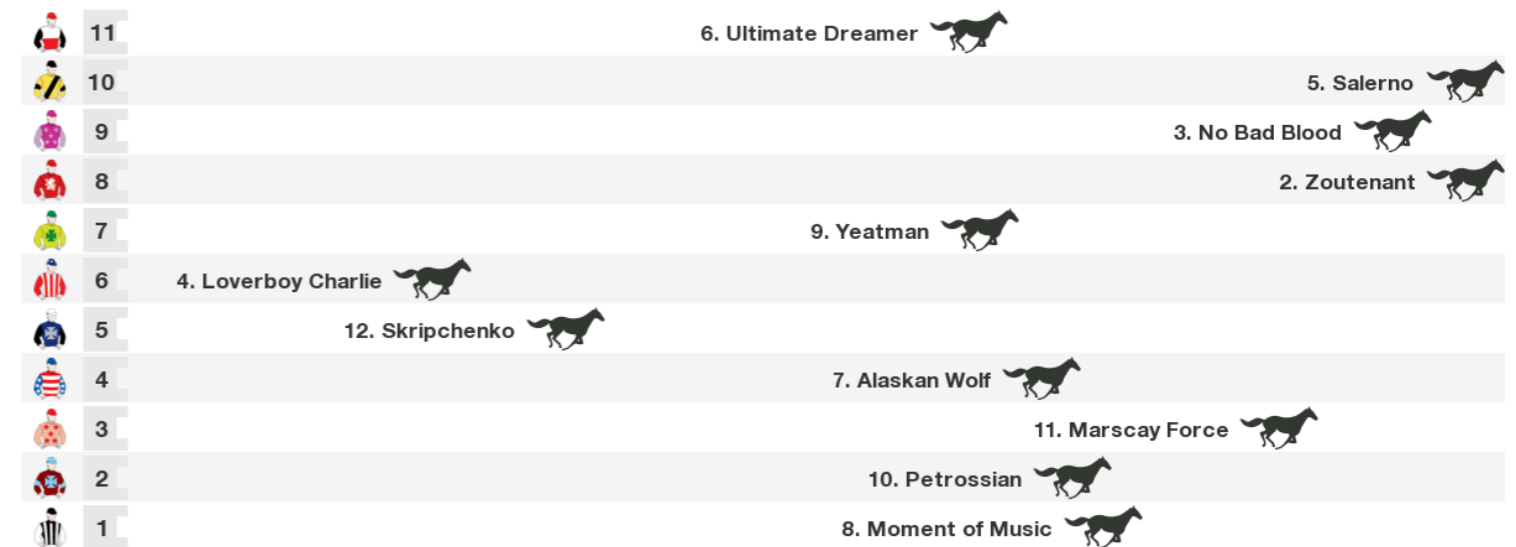 11 6. Ultimate Dreamer
10 5. Salerno
9 3. No Bad Blood
8 2. Zoutenant
7 9. Yeatman
6 4. Loverboy Charlie
5 12. Skripchenko
4 7. Alaskan Wolf
3 11. Marscay Force
2 10. Petrossian
1 8. Moment of Music